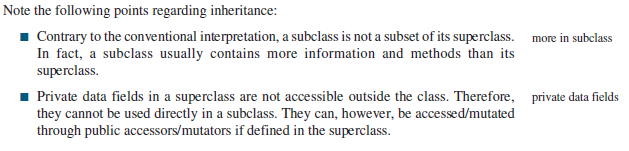 Note the following points regarding inheritance:
■ Contrary to the conventional interpretation, a subclass is not a subset of its superclass. more in subclass
In fact, a subclass usually contains more information and methods than its
superclass.
■ Private data fields in a superclass are not accessible outside the class. Therefore, private data fields
they cannot be used directly in a subclass. They can, however, be accessed/mutated
through public accessors/mutators if defined in the superclass.